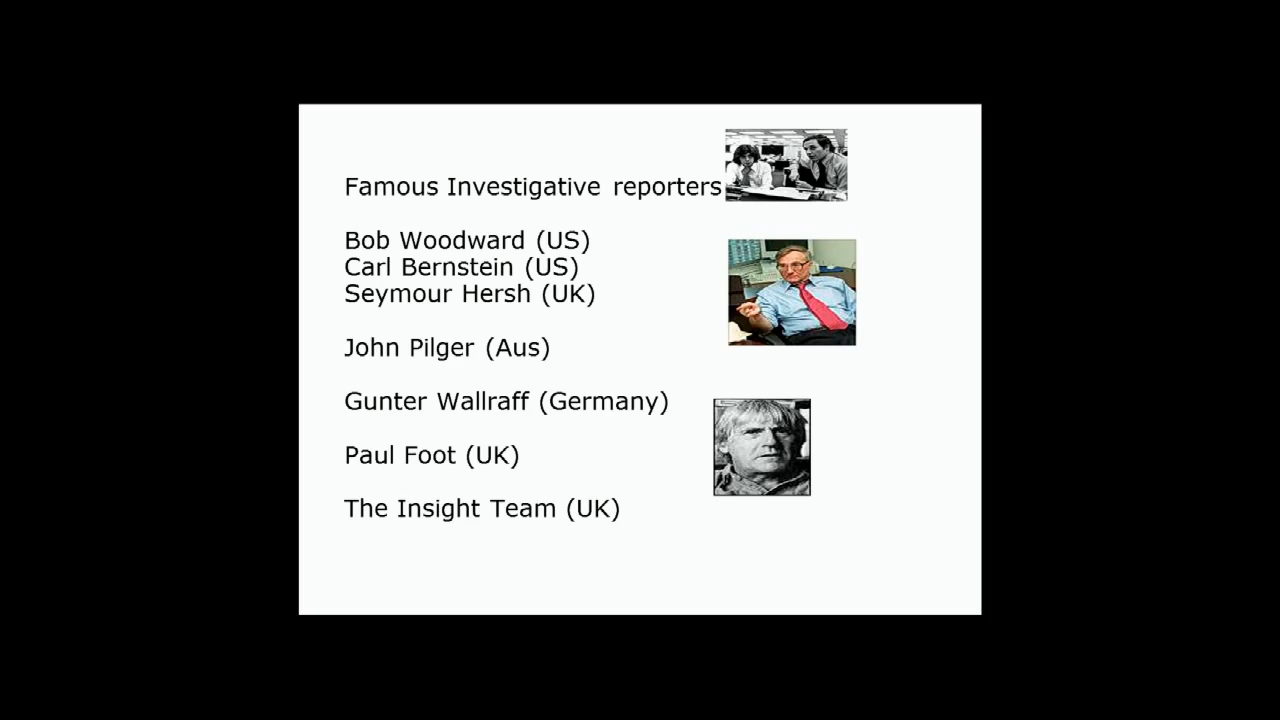 Famous Investigative reporters
Bob Woodward (US)
Carl Bernstein (US)
Seymour Hersh (UK)
John Pilger (Aus)
Gunter Wallraff (Germany)
Paul Foot (UK)
The Insight Team (UK)